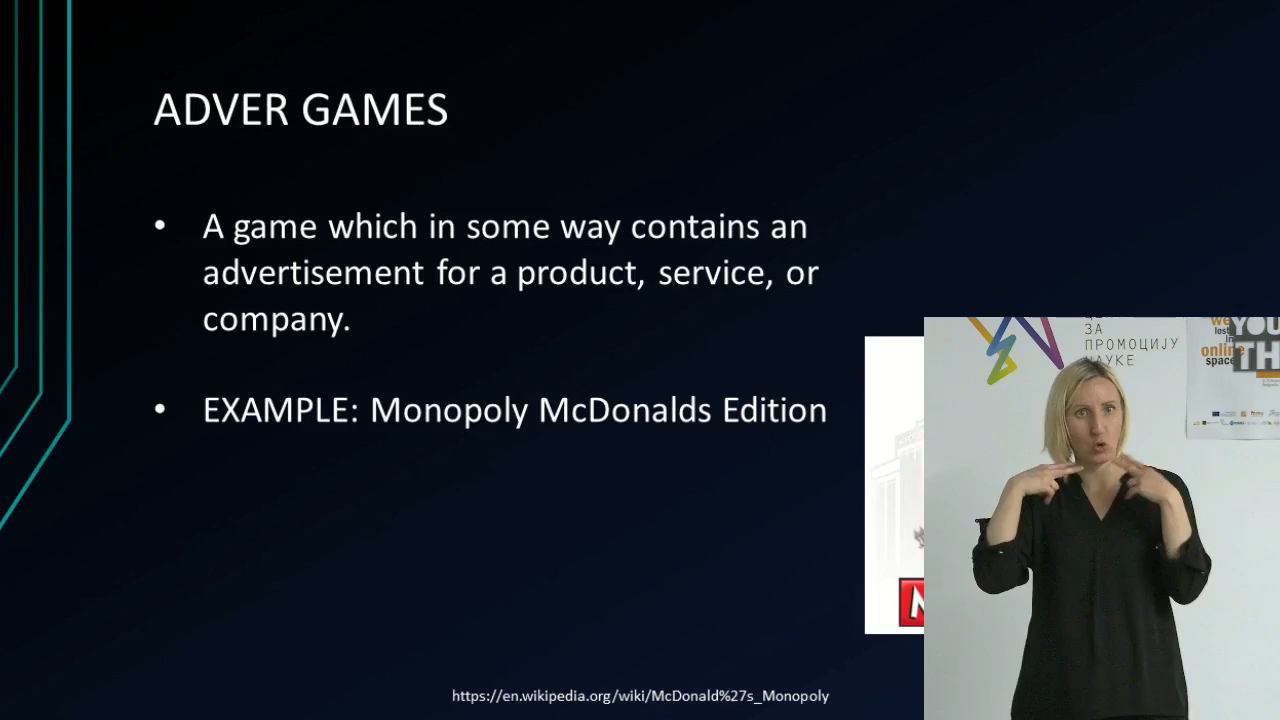 ADVER GAMES
• A game which in some way contains an
advertisement for a product, service, or
company.
• EXAMPLE: Monopoly McDonalds Edition
https://en.wikipedia.org/wiki/McDonald%27s_Monopoly
ЗА
ПРОМОЦИЈУ
НАУКЕ
we
lost
in
online
space
YOU
TH